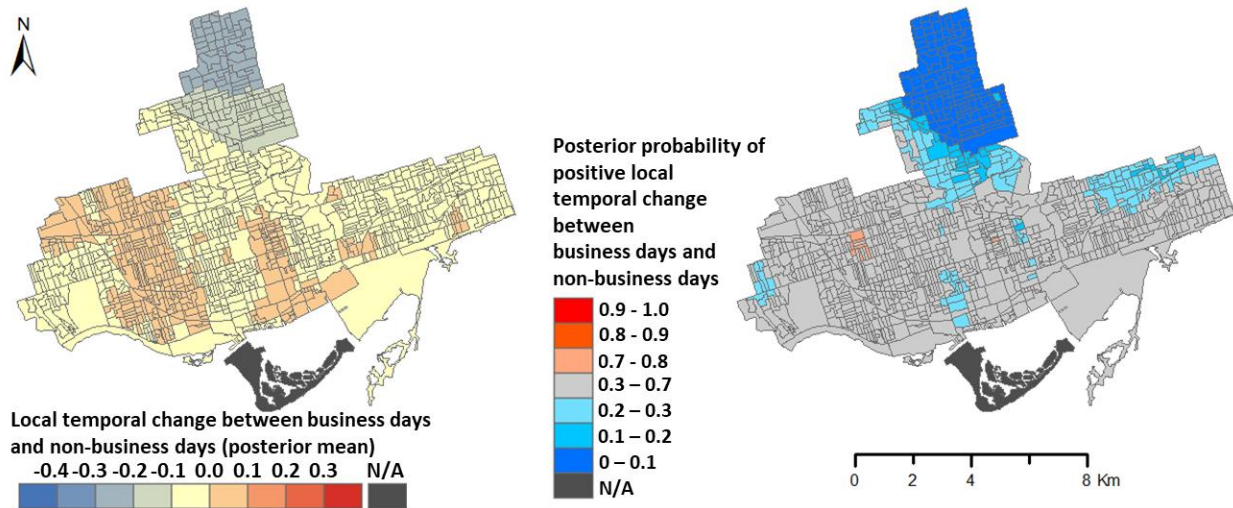 N
Local temporal change between business days
and non-business days (posterior mean)
-0.4 -0.3 -0.2 -0.1 0.0 0.1 0.2 0.3 N/A
Posterior probability of
positive local
temporal change
between
business days and
non-business days
0.9 - 1.0
0.8 - 0.9
0.7 - 0.8
0.3 – 0.7
0.2 – 0.3
0.1 – 0.2
0 – 0.1
N/A
0 2 4 8 Km